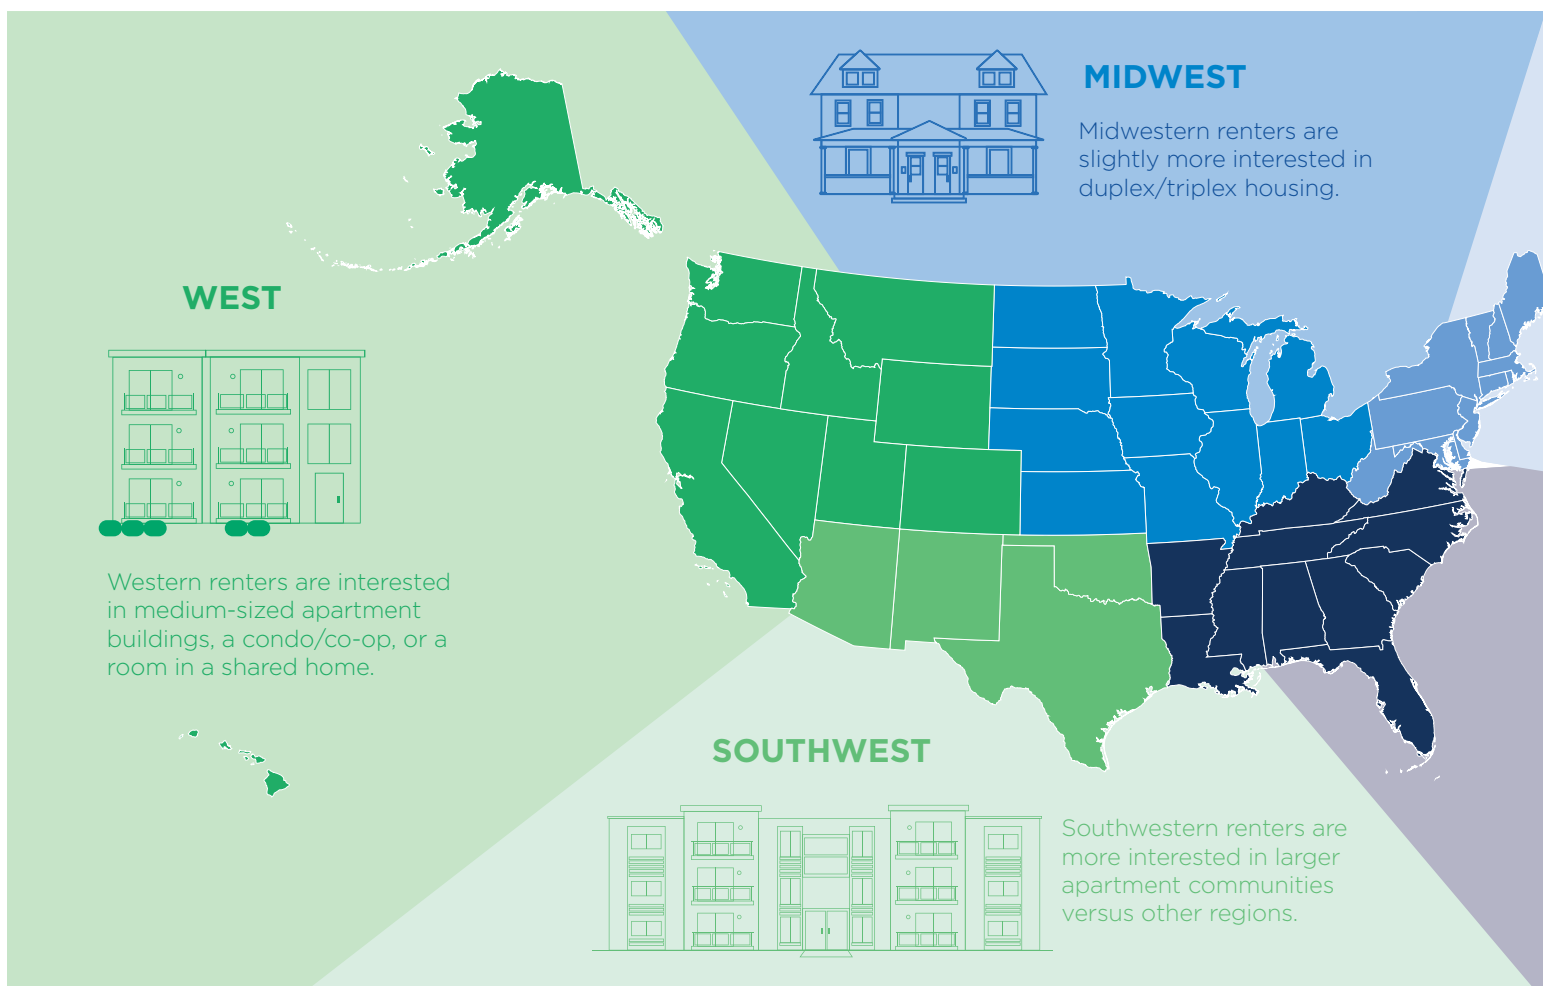 MIDWEST
Midwestern renters are
slightly more interested in
duplex/triplex housing.
WEST
Western renters are interested
in medium-sized apartment
buildings, a condo/co-op, or a
room in a shared home.
SOUTHWEST
Southwestern renters are
more interested in larger
apartment communities
versus other regions.